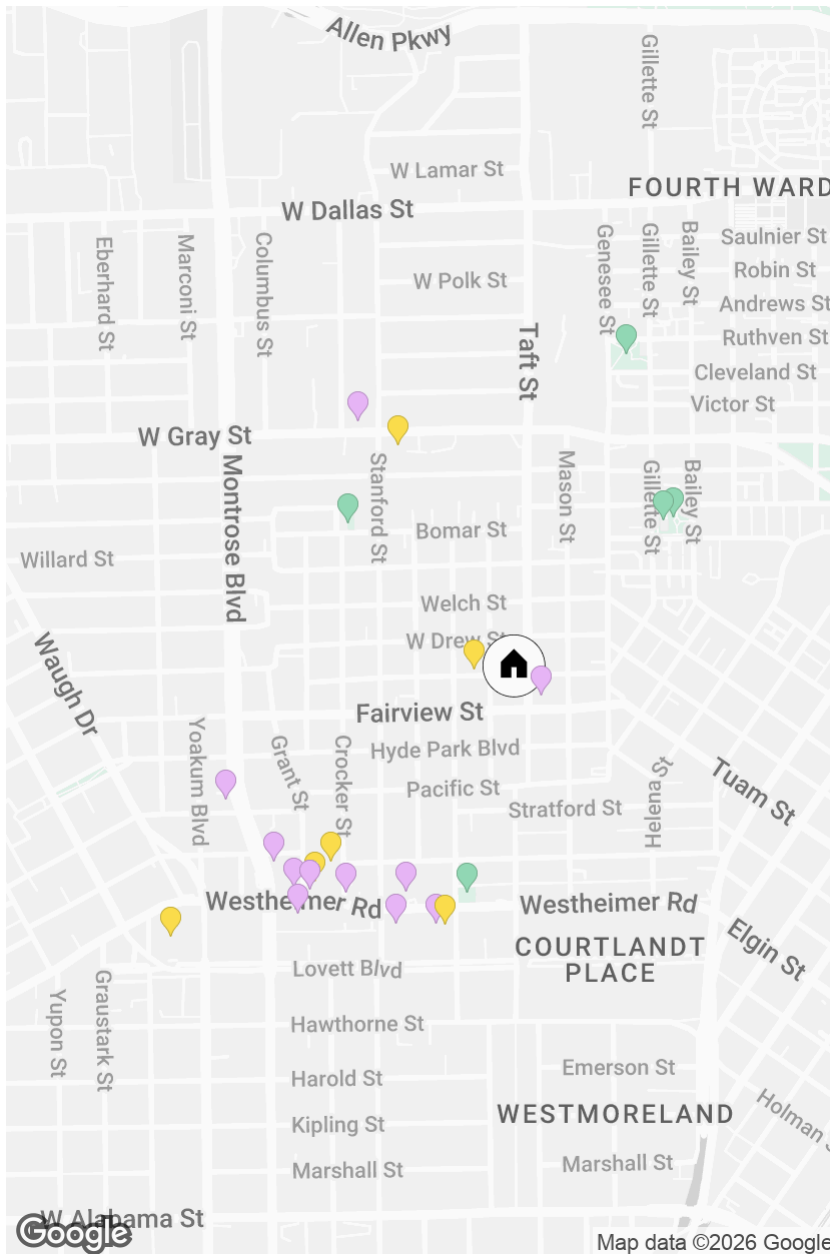 Allen Pkwy
Gillette St
W Lamar St
FOURTH WARD
W Dallas St
Saulnier St
Genesee St
Gillette St
Bailey St
Eberhard St
Marconi St
Columbus St
Robin St
W Polk St
Andrews St
Taft St
Ruthven St
Cleveland St
Victor St
W Gray St
Montrose Blvd
Stanford St
Mason St
Gillette St
Bailey St
Bomar St
Willard St
Welch St
W Drew St
Waugh Dr
Fairview St
Yoakum Blvd
Grant St
Crocker St
Hyde Park Blvd
Pacific St
Helena St
Tuam St
Stratford St
Westheimer Rd
Westheimer Rd
Elgin St
COURTLANDT
PLACE
Lovett Blvd
Yupon St
Graustark St
Hawthorne St
Emerson St
Harold St
Holman S
WESTMORELAND
Kipling St
Marshall St
Marshall St
W Alabama St
Google
Map data ©2026 Google